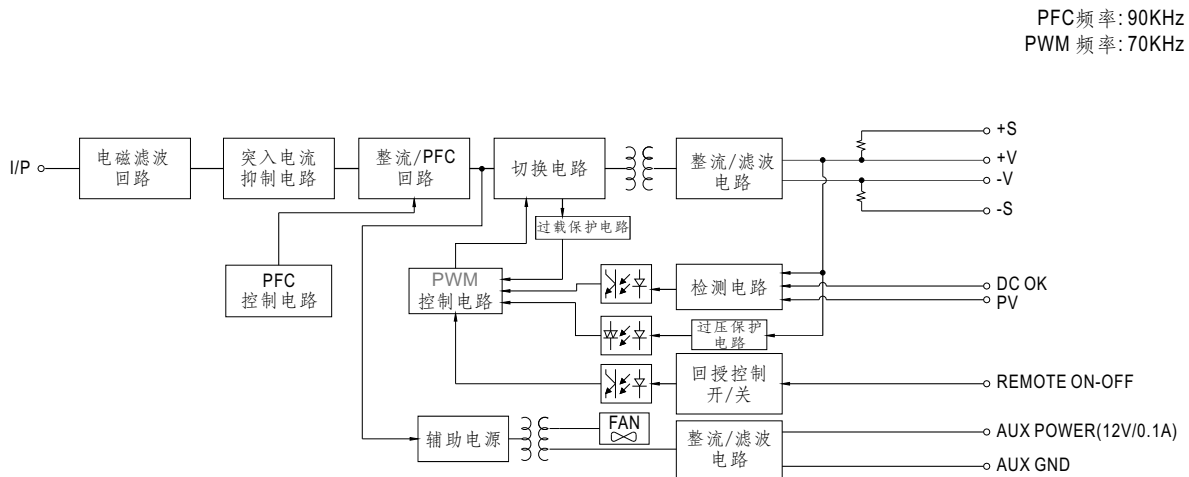 PFC频率: 90KHz
PWM 频率: 70KHz
I/P
电磁滤波
回路
突入电流
抑制电路
整流/PFC
回路
切换电路
整流/滤波
电路
+S
+V
-V
-S
过载保护电路
PFC
控制电路
PWM
控制电路
检测电路
DC OK
PV
过压保护
电路
回授控制
开/关
REMOTE ON-OFF
辅助电源
FAN
整流/滤波
电路
AUX POWER(12V/0.1A)
AUX GND